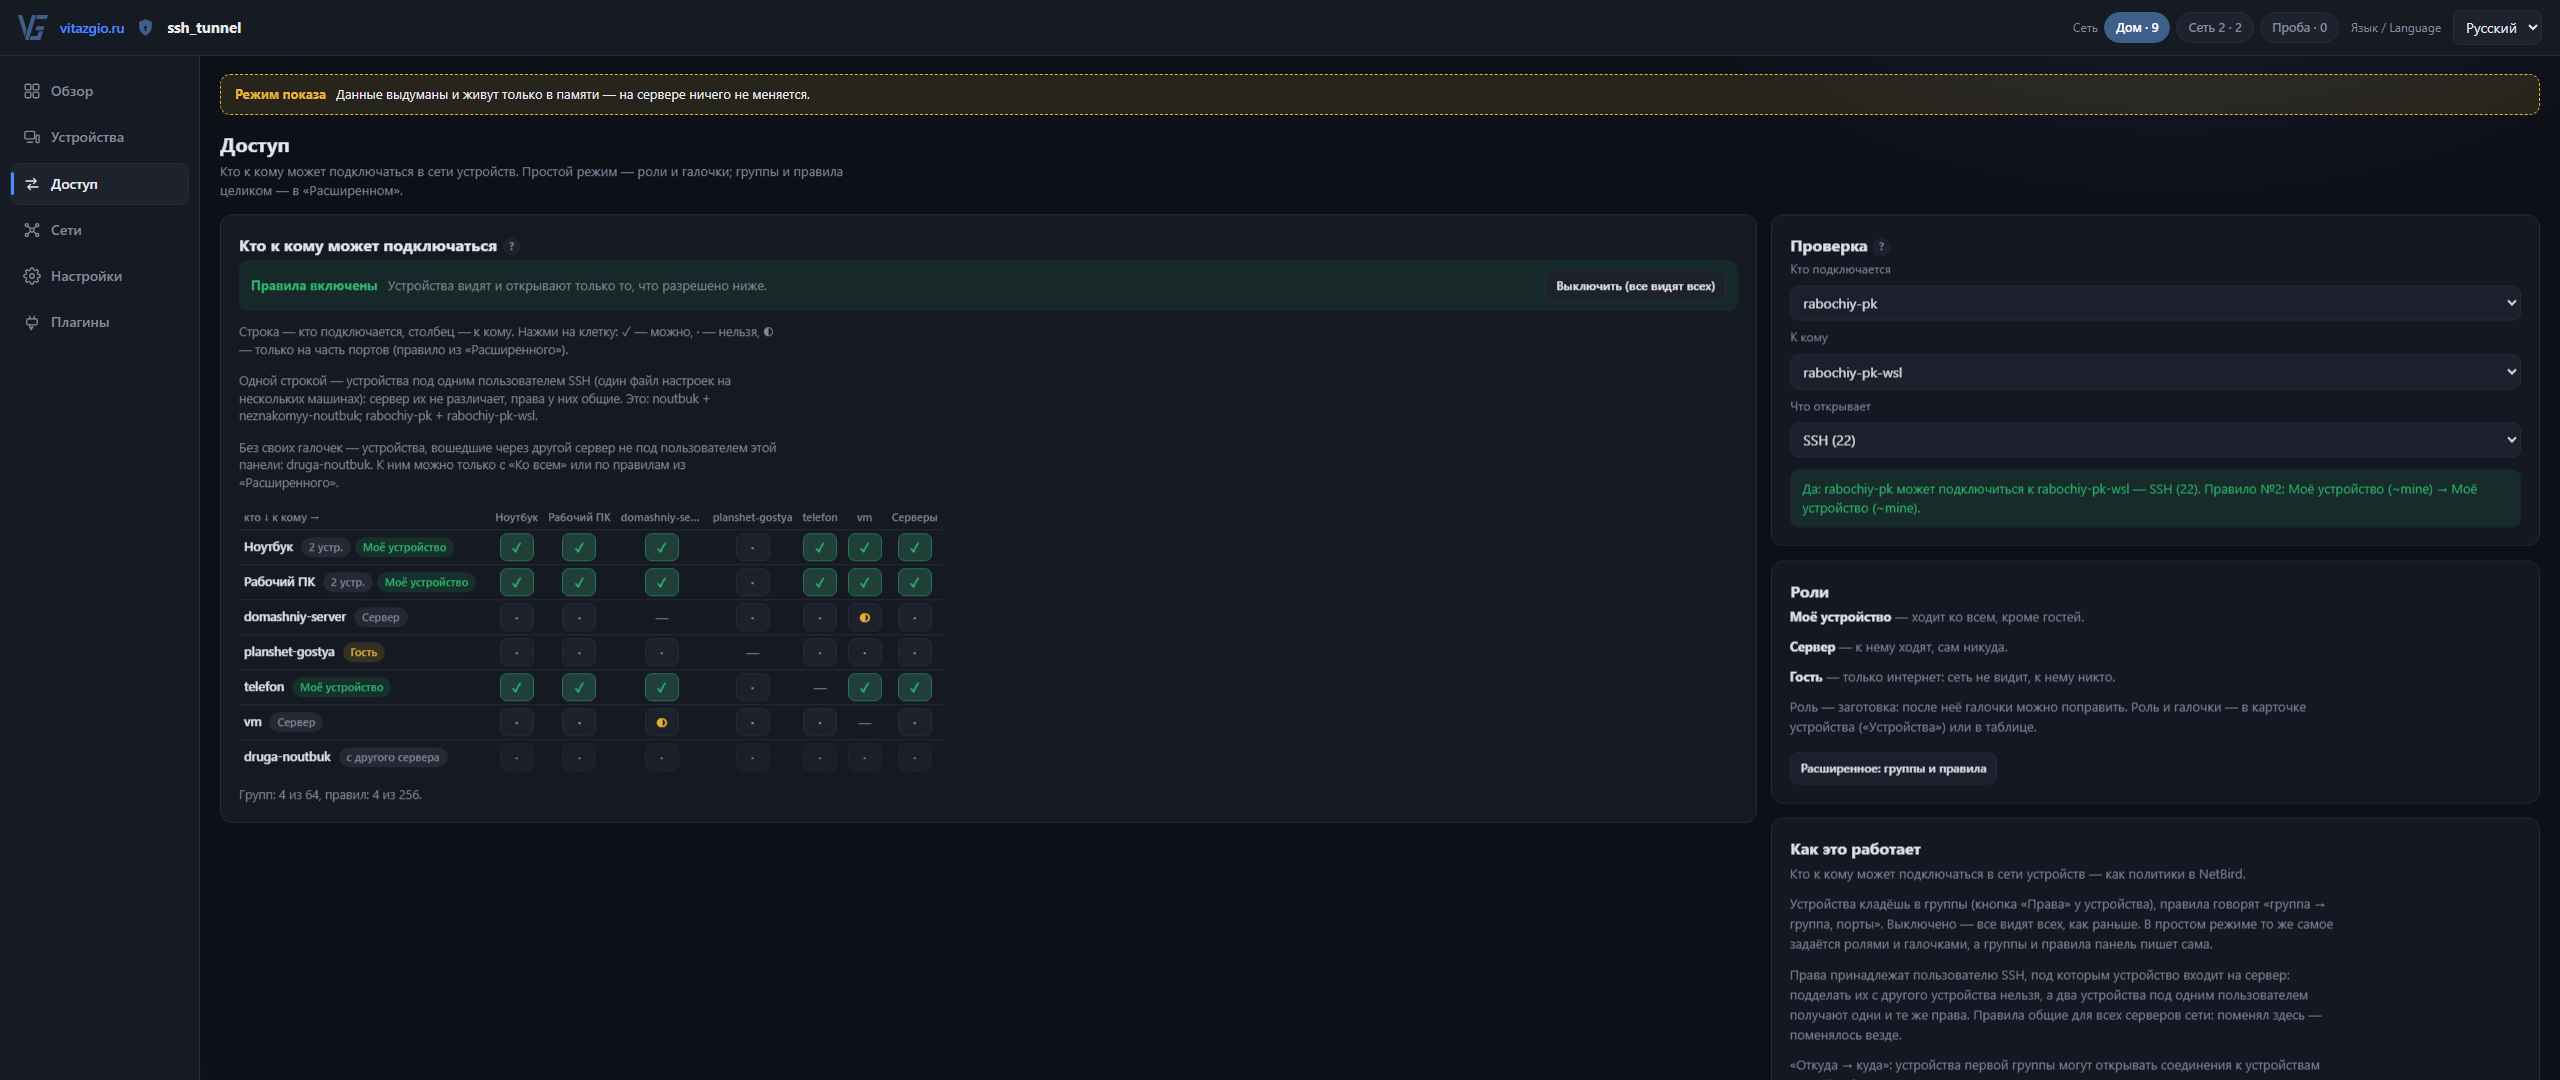 vitazgio.ru ssh_tunnel
Сеть Дом · 9 Сеть 2 · 2 Проба · 0 Язык / Language Русский
Обзор
Устройства
Доступ
Сети
Настройки
Плагины
Режим показа Данные выдуманы и живут только в памяти — на сервере ничего не меняется.
Доступ
Кто к кому может подключаться в сети устройств. Простой режим — роли и галочки; группы и правила
целиком — в «Расширенном».
Кто к кому может подключаться ?
Правила включены Устройства видят и открывают только то, что разрешено ниже. Выключить (все видят всех)
Строка — кто подключается, столбец — к кому. Нажми на клетку: ✓ — можно, · — нельзя, ◐
— только на часть портов (правило из «Расширенного»).
Одной строкой — устройства под одним пользователем SSH (один файл настроек на
нескольких машинах): сервер их не различает, права у них общие. Это: noutbuk +
neznakomyy-noutbuk; rabochiy-pk + rabochiy-pk-wsl.
Без своих галочек — устройства, вошедшие через другой сервер не под пользователем этой
панели: druga-noutbuk. К ним можно только с «Ко всем» или по правилам из
«Расширенного».
кто ↓ к кому → Ноутбук Рабочий ПК domashniy-se... planshet-gostya telefon vm Серверы
Ноутбук 2 устр. Моё устройство ✓ ✓ ✓ · ✓ ✓ ✓
Рабочий ПК 2 устр. Моё устройство ✓ ✓ ✓ · ✓ ✓ ✓
domashniy-server Сервер · · — · · ◐ ·
planshet-gostya Гость · · · — · · ·
telefon Моё устройство ✓ ✓ ✓ · — ✓ ✓
vm Сервер · · ◐ · · — ·
druga-noutbuk с другого сервера · · · · · · ·
Групп: 4 из 64, правил: 4 из 256.
Проверка ?
Кто подключается
rabochiy-pk
К кому
rabochiy-pk-wsl
Что открывает
SSH (22)
Да: rabochiy-pk может подключиться к rabochiy-pk-wsl — SSH (22). Правило №2: Моё устройство (~mine) → Моё
устройство (~mine).
Роли
Моё устройство — ходит ко всем, кроме гостей.
Сервер — к нему ходят, сам никуда.
Гость — только интернет: сеть не видит, к нему никто.
Роль — заготовка: после неё галочки можно поправить. Роль и галочки — в карточке
устройства («Устройства») или в таблице.
Расширенное: группы и правила
Как это работает
Кто к кому может подключаться в сети устройств — как политики в NetBird.
Устройства кладёшь в группы (кнопка «Права» у устройства), правила говорят «группа →
группа, порты». Выключено — все видят всех, как раньше. В простом режиме то же самое
задаётся ролями и галочками, а группы и правила панель пишет сама.
Права принадлежат пользователю SSH, под которым устройство входит на сервер:
подделать их с другого устройства нельзя, а два устройства под одним пользователем
получают одни и те же права. Правила общие для всех серверов сети: поменял здесь —
поменялось везде.
«Откуда → куда»: устройства первой группы могут открывать соединения к устройствам